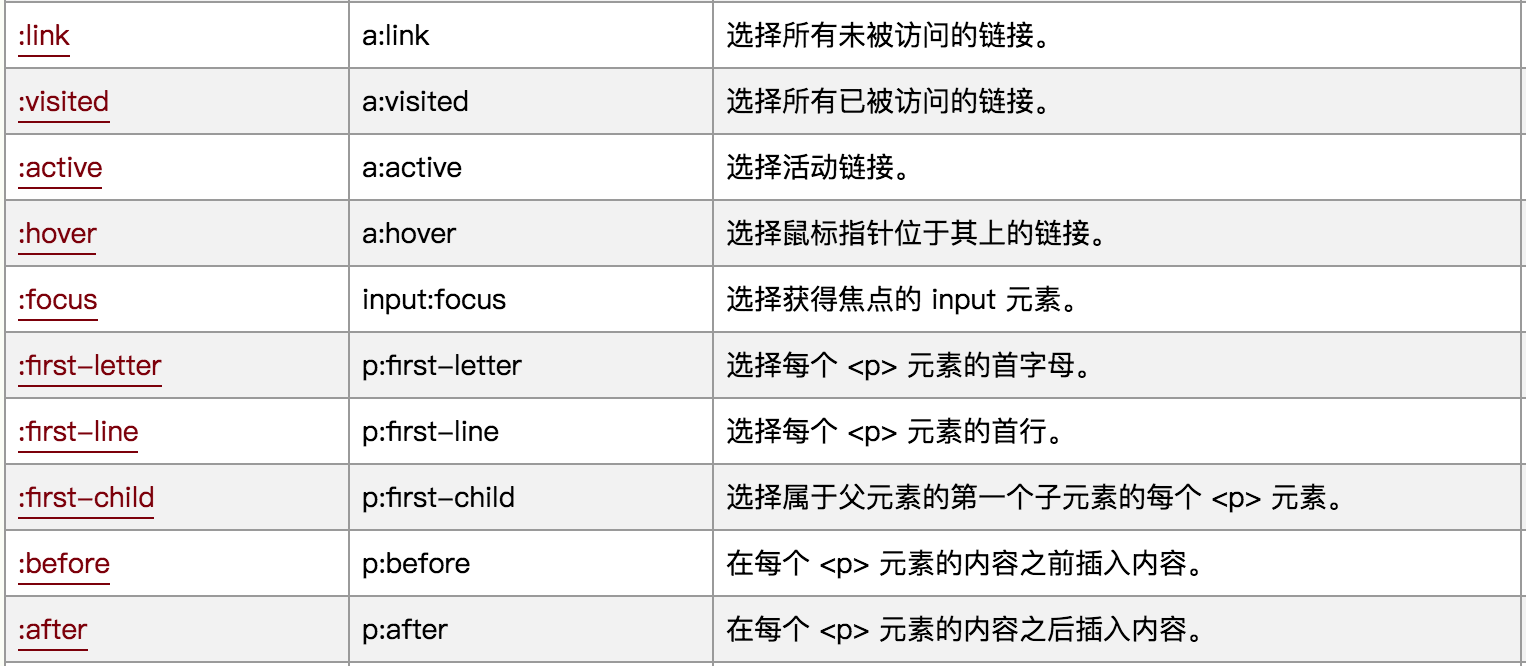 :link a:link 选择所有未被访问的链接。
:visited a:visited 选择所有已被访问的链接。
:active a:active 选择活动链接。
:hover a:hover 选择鼠标指针位于其上的链接。
:focus input:focus 选择获得焦点的 input 元素。
:first-letter p:first-letter 选择每个 <p> 元素的首字母。
:first-line p:first-line 选择每个 <p> 元素的首行。
:first-child p:first-child 选择属于父元素的第一个子元素的每个 <p> 元素。
:before p:before 在每个 <p> 元素的内容之前插入内容。
:after p:after 在每个 <p> 元素的内容之后插入内容。